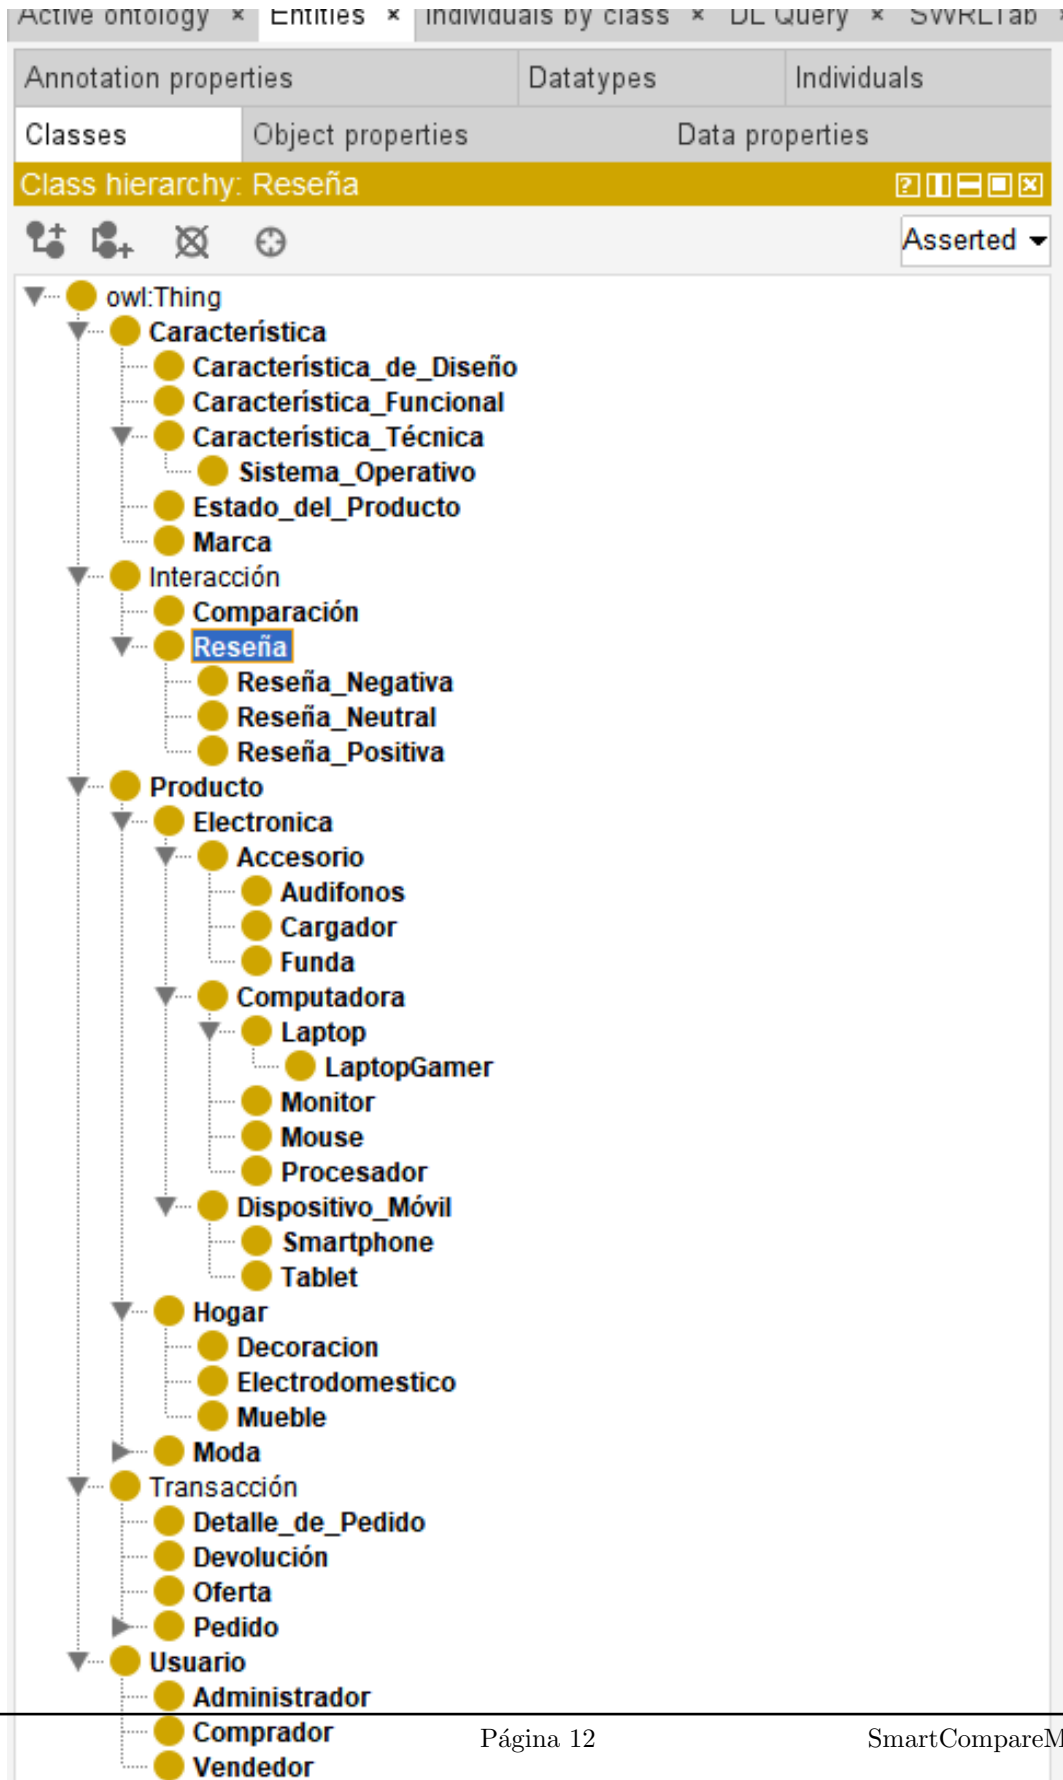 Active ontology × Entities × Individuals by class × DL Query × SWRLTab
Annotation properties Datatypes Individuals
Classes Object properties Data properties
Class hierarchy: Reseña
Asserted
owl:Thing
Característica
Característica_de_Diseño
Característica_Funcional
Característica_Técnica
Sistema_Operativo
Estado_del_Producto
Marca
Interacción
Comparación
Reseña
Reseña_Negativa
Reseña_Neutral
Reseña_Positiva
Producto
Electronica
Accesorio
Audifonos
Cargador
Funda
Computadora
Laptop
LaptopGamer
Monitor
Mouse
Procesador
Dispositivo_Móvil
Smartphone
Tablet
Hogar
Decoracion
Electrodomestico
Mueble
Moda
Transacción
Detalle_de_Pedido
Devolución
Oferta
Pedido
Usuario
Administrador
Comprador
Página 12 SmartCompareM
Vendedor